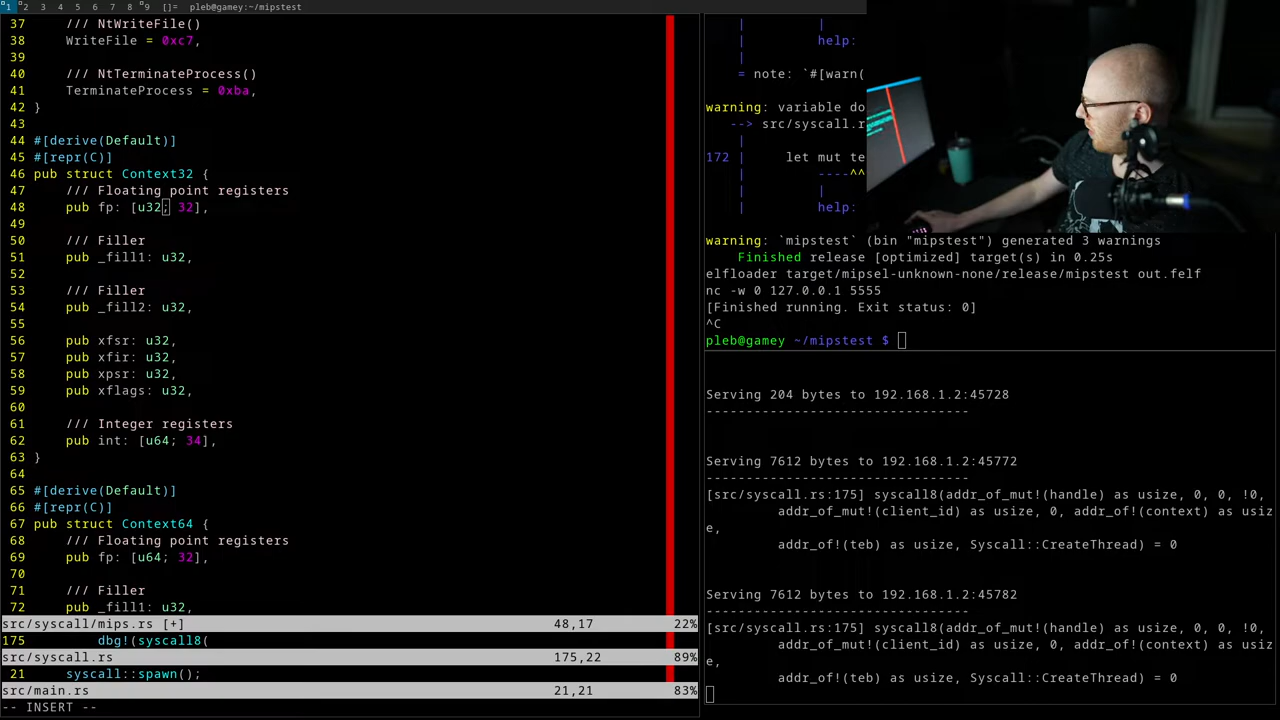 1 2 3 4 5 6 7 8 9 []= pleb@gamey:~/mipstest
37 /// NtWriteFile()
38 WriteFile = 0xc7,
39
40 /// NtTerminateProcess()
41 TerminateProcess = 0xba,
42 }
43
44 #[derive(Default)]
45 #[repr(C)]
46 pub struct Context32 {
47 /// Floating point registers
48 pub fp: [u32; 32],
49
50 /// Filler
51 pub _fill1: u32,
52
53 /// Filler
54 pub _fill2: u32,
55
56 pub xfsr: u32,
57 pub xfir: u32,
58 pub xpsr: u32,
59 pub xflags: u32,
60
61 /// Integer registers
62 pub int: [u64; 34],
63 }
64
65 #[derive(Default)]
66 #[repr(C)]
67 pub struct Context64 {
68 /// Floating point registers
69 pub fp: [u64; 32],
70
71 /// Filler
72 pub _fill1: u32,
src/syscall/mips.rs [+] 48,17 22%
175 dbg!(syscall8(
src/syscall.rs 175,22 89%
21 syscall::spawn();
src/main.rs 21,21 83%
-- INSERT --
| |
| help:
|
= note: `#[warn(
warning: variable do
--> src/syscall.r
|
172 | let mut te
| ----^^
| |
| help:
warning: `mipstest` (bin "mipstest") generated 3 warnings
Finished release [optimized] target(s) in 0.25s
elfloader target/mipsel-unknown-none/release/mipstest out.felf
nc -w 0 127.0.0.1 5555
[Finished running. Exit status: 0]
^C
pleb@gamey ~/mipstest $
Serving 204 bytes to 192.168.1.2:45728
---------------------------------
Serving 7612 bytes to 192.168.1.2:45772
---------------------------------
[src/syscall.rs:175] syscall8(addr_of_mut!(handle) as usize, 0, 0, !0,
addr_of_mut!(client_id) as usize, 0, addr_of!(context) as usiz
e,
addr_of!(teb) as usize, Syscall::CreateThread) = 0
Serving 7612 bytes to 192.168.1.2:45782
---------------------------------
[src/syscall.rs:175] syscall8(addr_of_mut!(handle) as usize, 0, 0, !0,
addr_of_mut!(client_id) as usize, 0, addr_of!(context) as usiz
e,
addr_of!(teb) as usize, Syscall::CreateThread) = 0